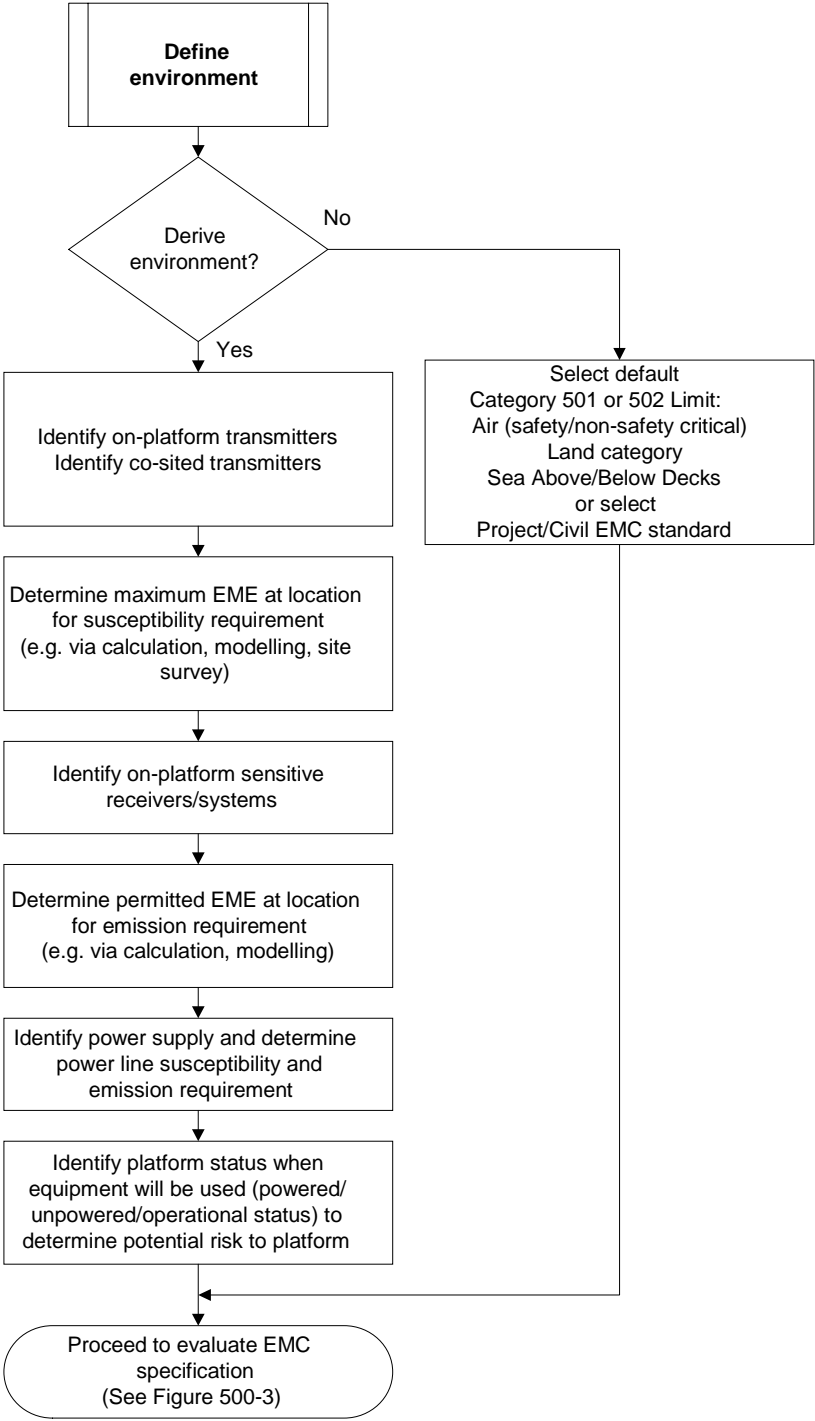 Define
environment
Derive
environment?
No
Yes
Identify on-platform transmitters
Identify co-sited transmitters
Select default
Category 501 or 502 Limit:
Air (safety/non-safety critical)
Land category
Sea Above/Below Decks
or select
Project/Civil EMC standard
Determine maximum EME at location
for susceptibility requirement
(e.g. via calculation, modelling, site
survey)
Identify on-platform sensitive
receivers/systems
Determine permitted EME at location
for emission requirement
(e.g. via calculation, modelling)
Identify power supply and determine
power line susceptibility and
emission requirement
Identify platform status when
equipment will be used (powered/
unpowered/operational status) to
determine potential risk to platform
Proceed to evaluate EMC
specification
(See Figure 500-3)